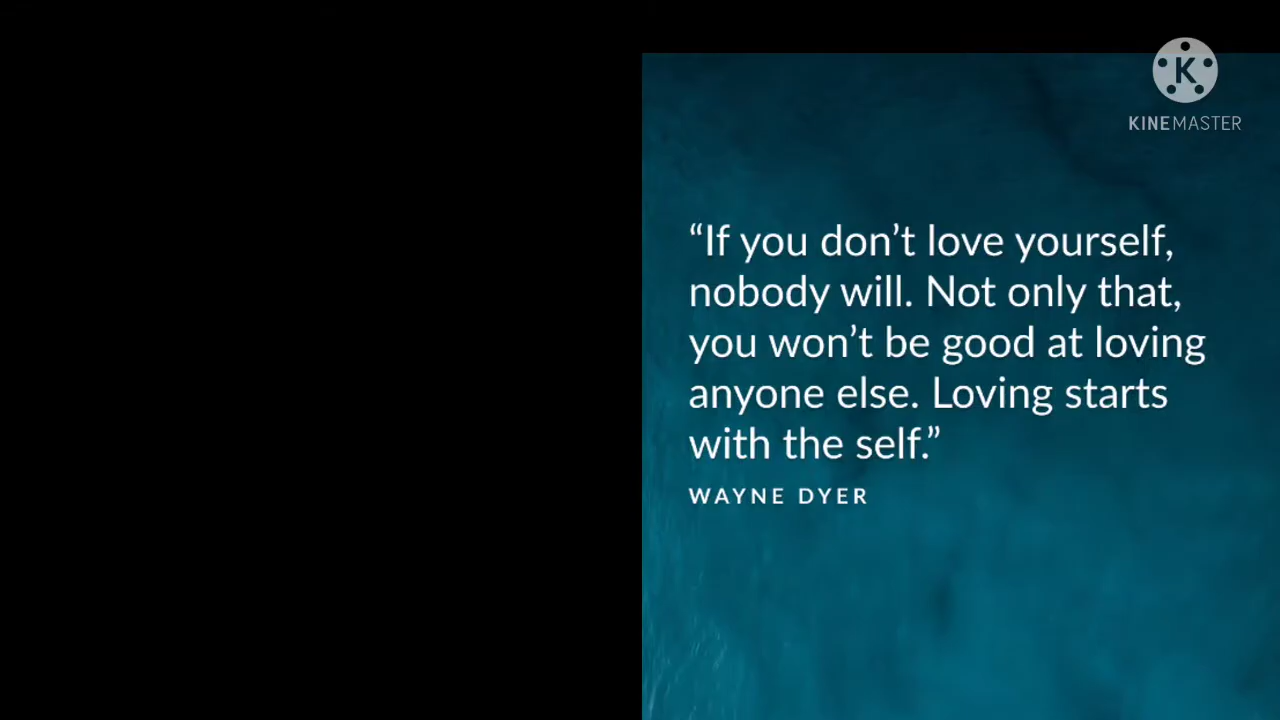 KINEMASTER
“If you don’t love yourself,
nobody will. Not only that,
you won’t be good at loving
anyone else. Loving starts
with the self.”
WAYNE DYER